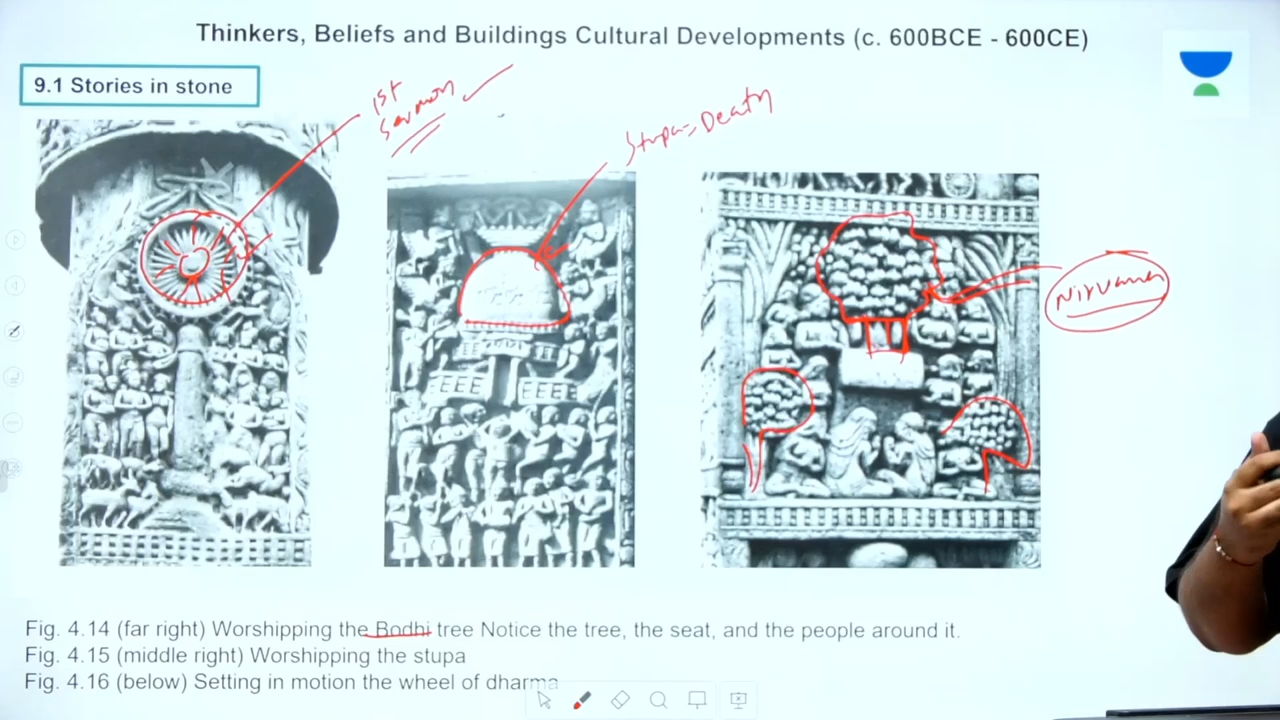 Thinkers, Beliefs and Buildings Cultural Developments (c. 600BCE - 600CE)
9.1 Stories in stone
1st
Sermon
Stupa = Death
Nirvana
Fig. 4.14 (far right) Worshipping the Bodhi tree Notice the tree, the seat, and the people around it.
Fig. 4.15 (middle right) Worshipping the stupa
Fig. 4.16 (below) Setting in motion the wheel of dharma